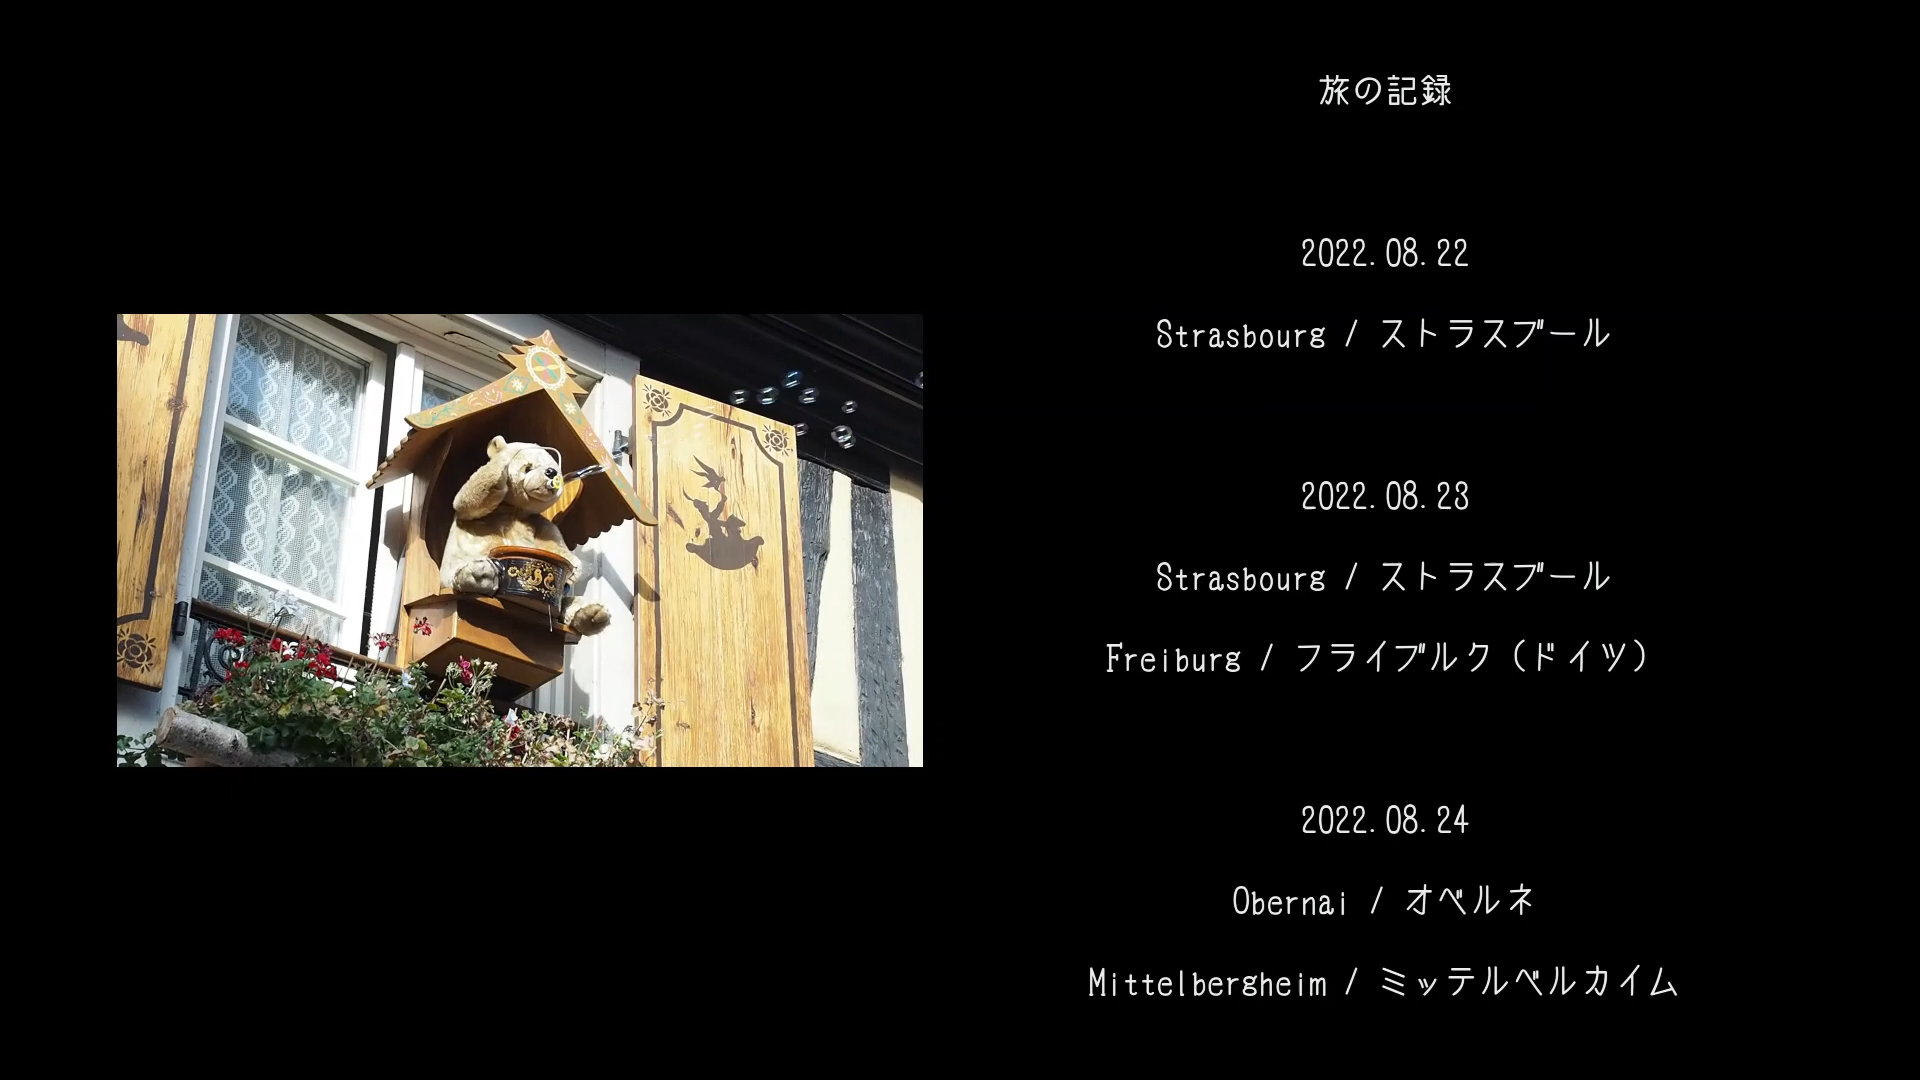 旅の記録
2022.08.22
Strasbourg / ストラスブール
2022.08.23
Strasbourg / ストラスブール
Freiburg / フライブルク（ドイツ）
2022.08.24
Obernai / オベルネ
Mittelbergheim / ミッテルベルカイム